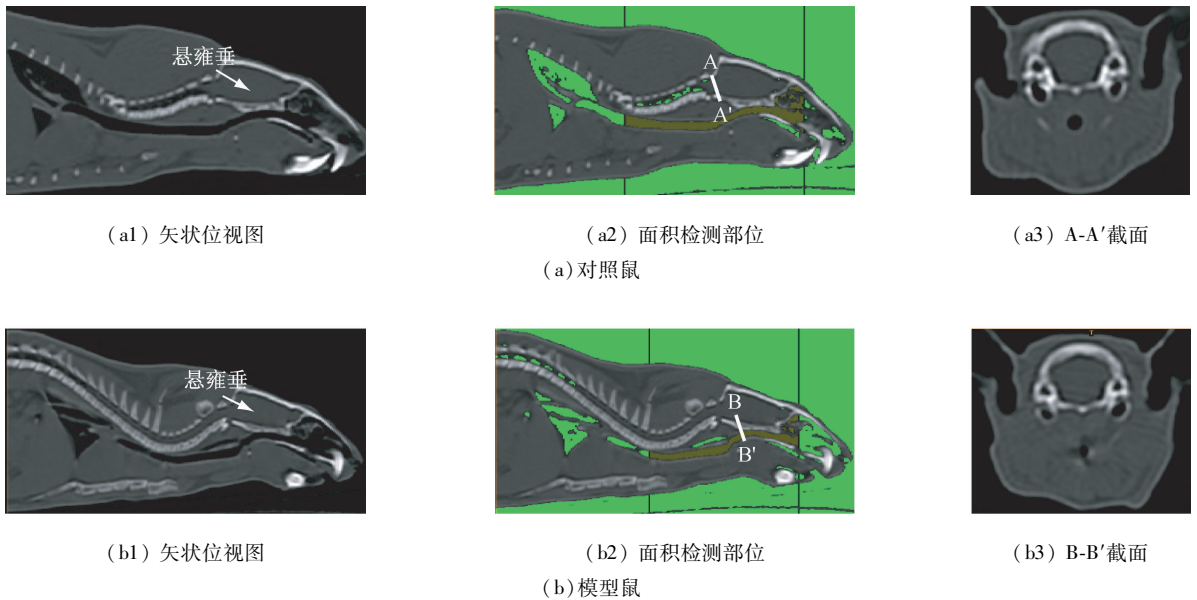 悬雍垂
A
A′
(a1) 矢状位视图
(a2) 面积检测部位
(a3) A-A′截面
(a)对照鼠
悬雍垂
B
B'
(b1) 矢状位视图
(b2) 面积检测部位
(b3) B-B′截面
(b)模型鼠